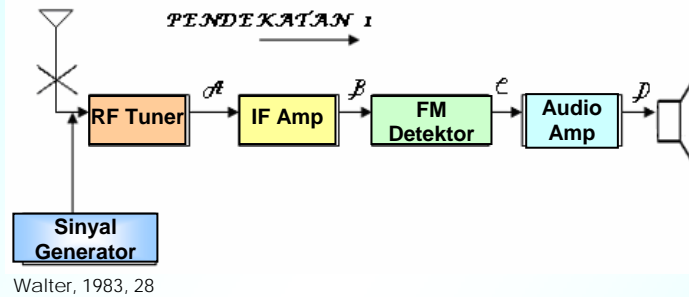 PENDEKATAN 1
RF Tuner
A
IF Amp
B
FM
Detektor
C
Audio
Amp
D
Sinyal
Generator
Walter, 1983, 28